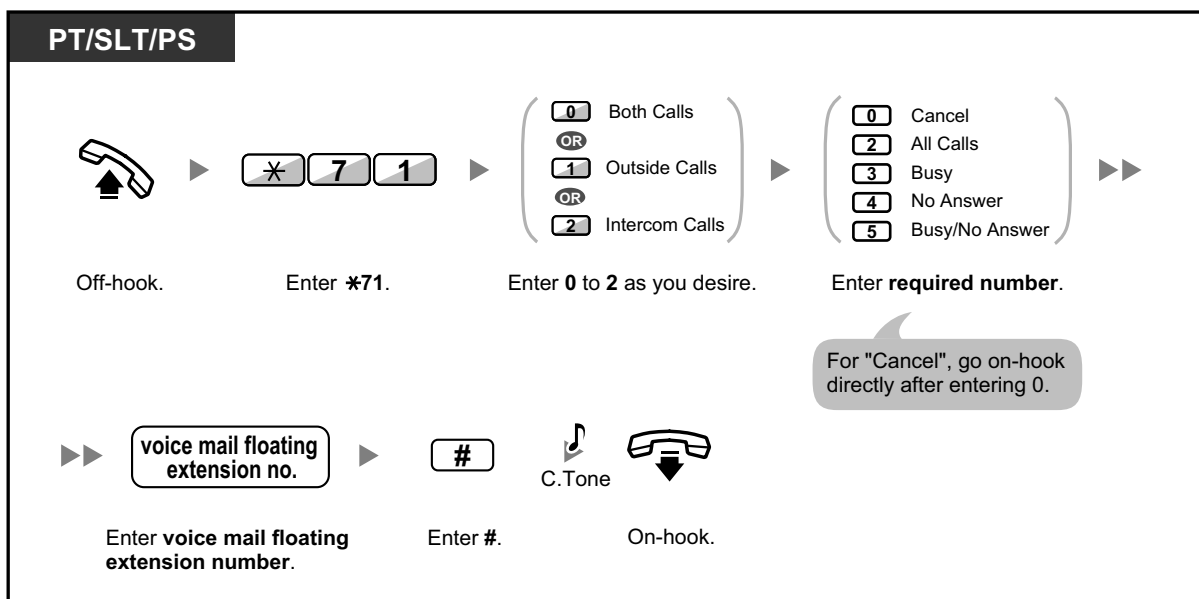 PT/SLT/PS
0 Both Calls
OR
1 Outside Calls
OR
2 Intercom Calls
0 Cancel
2 All Calls
3 Busy
4 No Answer
5 Busy/No Answer
* 7 1
Off-hook.
Enter *71.
Enter 0 to 2 as you desire.
Enter required number.
For "Cancel", go on-hook
directly after entering 0.
voice mail floating
extension no.
#
C.Tone
Enter voice mail floating
extension number.
Enter #.
On-hook.